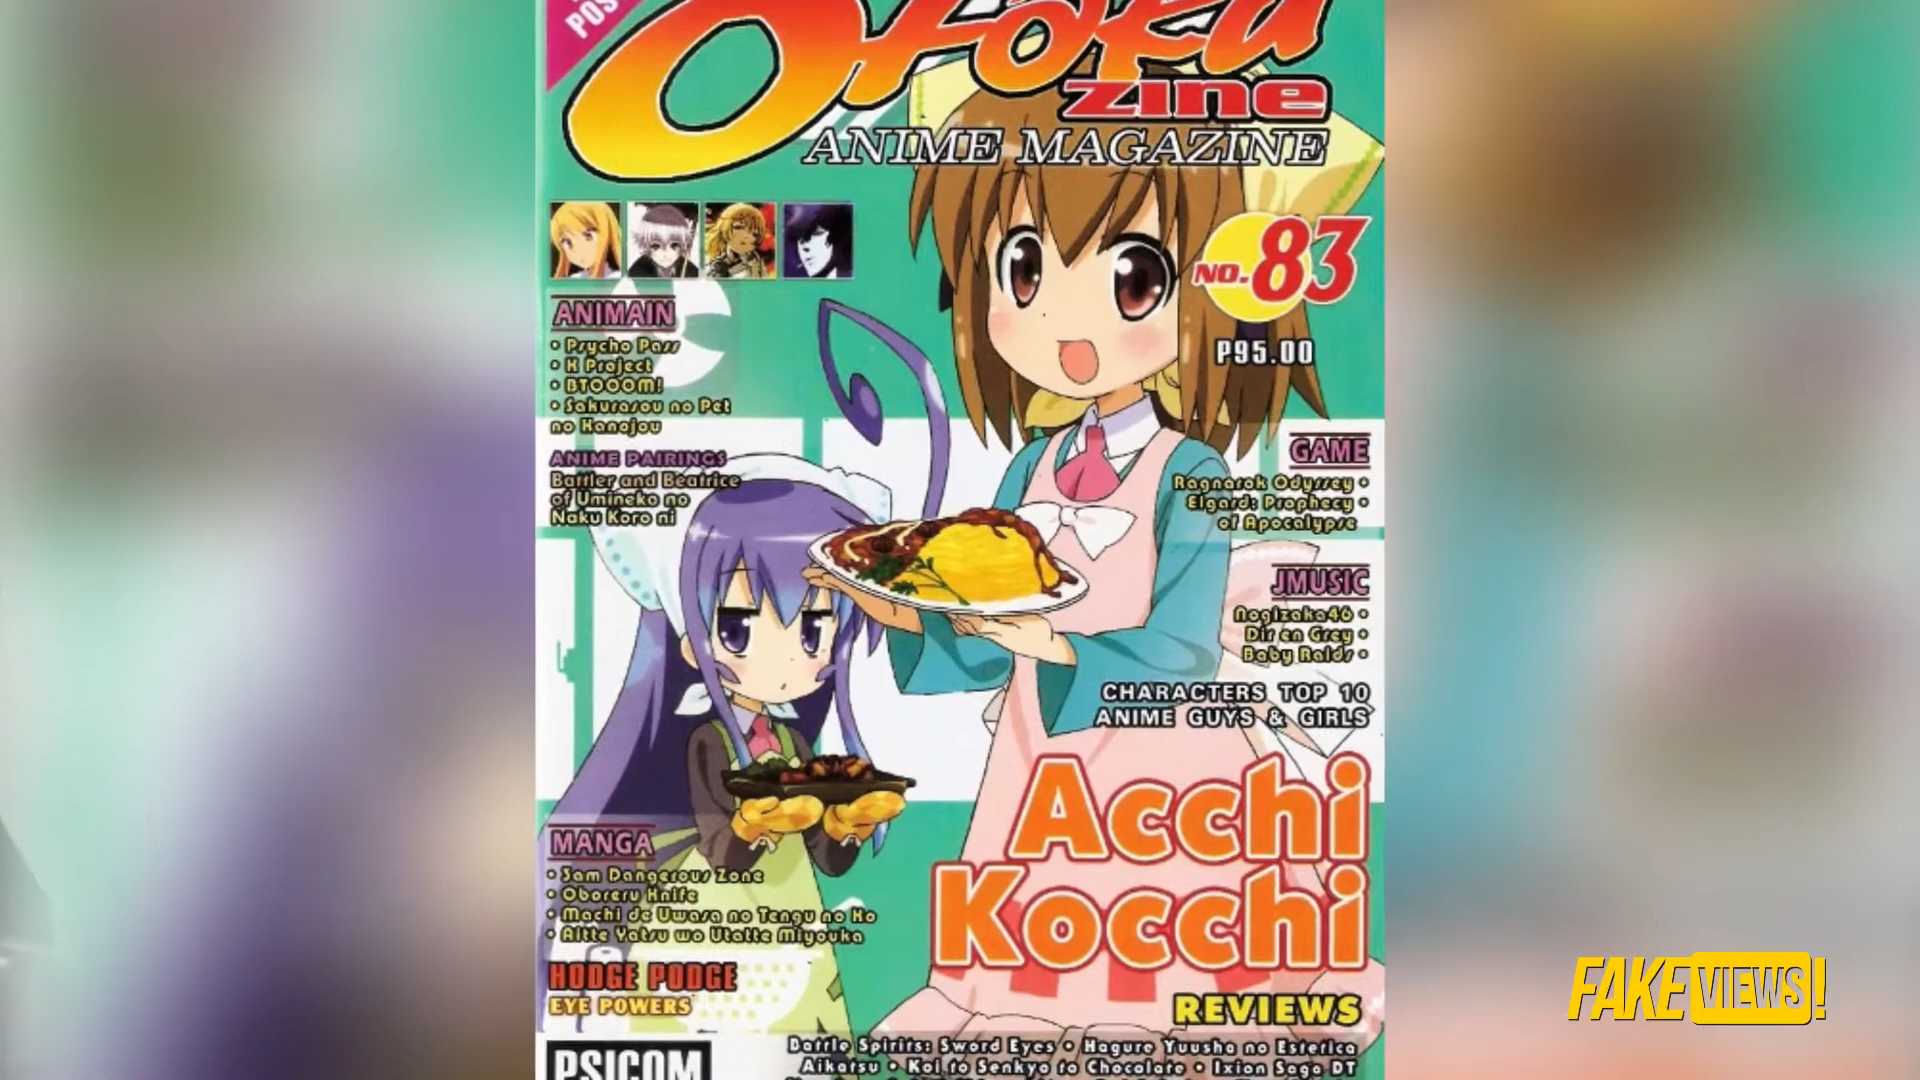 POS
Otaku
zine
ANIME MAGAZINE
NO.83
P95.00
ANIMAIN
• Psycho Pass
• K Project
• BTOOOM!
• Sakurasou no Pet
no Kanojou
ANIME PAIRINGS
Battler and Beatrice
of Umineko no
Naku Koro ni
GAME
Ragnarok Odyssey •
Elgard: Prophecy •
of Apocalypse
JMUSIC
Nogizaka46 •
Dir en Grey •
Baby Raids •
CHARACTERS TOP 10
ANIME GUYS & GIRLS
Acchi
Kocchi
MANGA
• Sam Dangerous Zone
• Oboreru Knife
• Machi de Uwasa no Tengu no Ko
• Aitte Yatsu wo Utatte Miyouka
HODGE PODGE
EYE POWERS
REVIEWS
Battle Spirits: Sword Eyes • Hagure Yuusha no Estetica
Aikatsu • Koi to Senkyo to Chocolate • Ixion Saga DT
PSICOM
FAKE VIEWS!